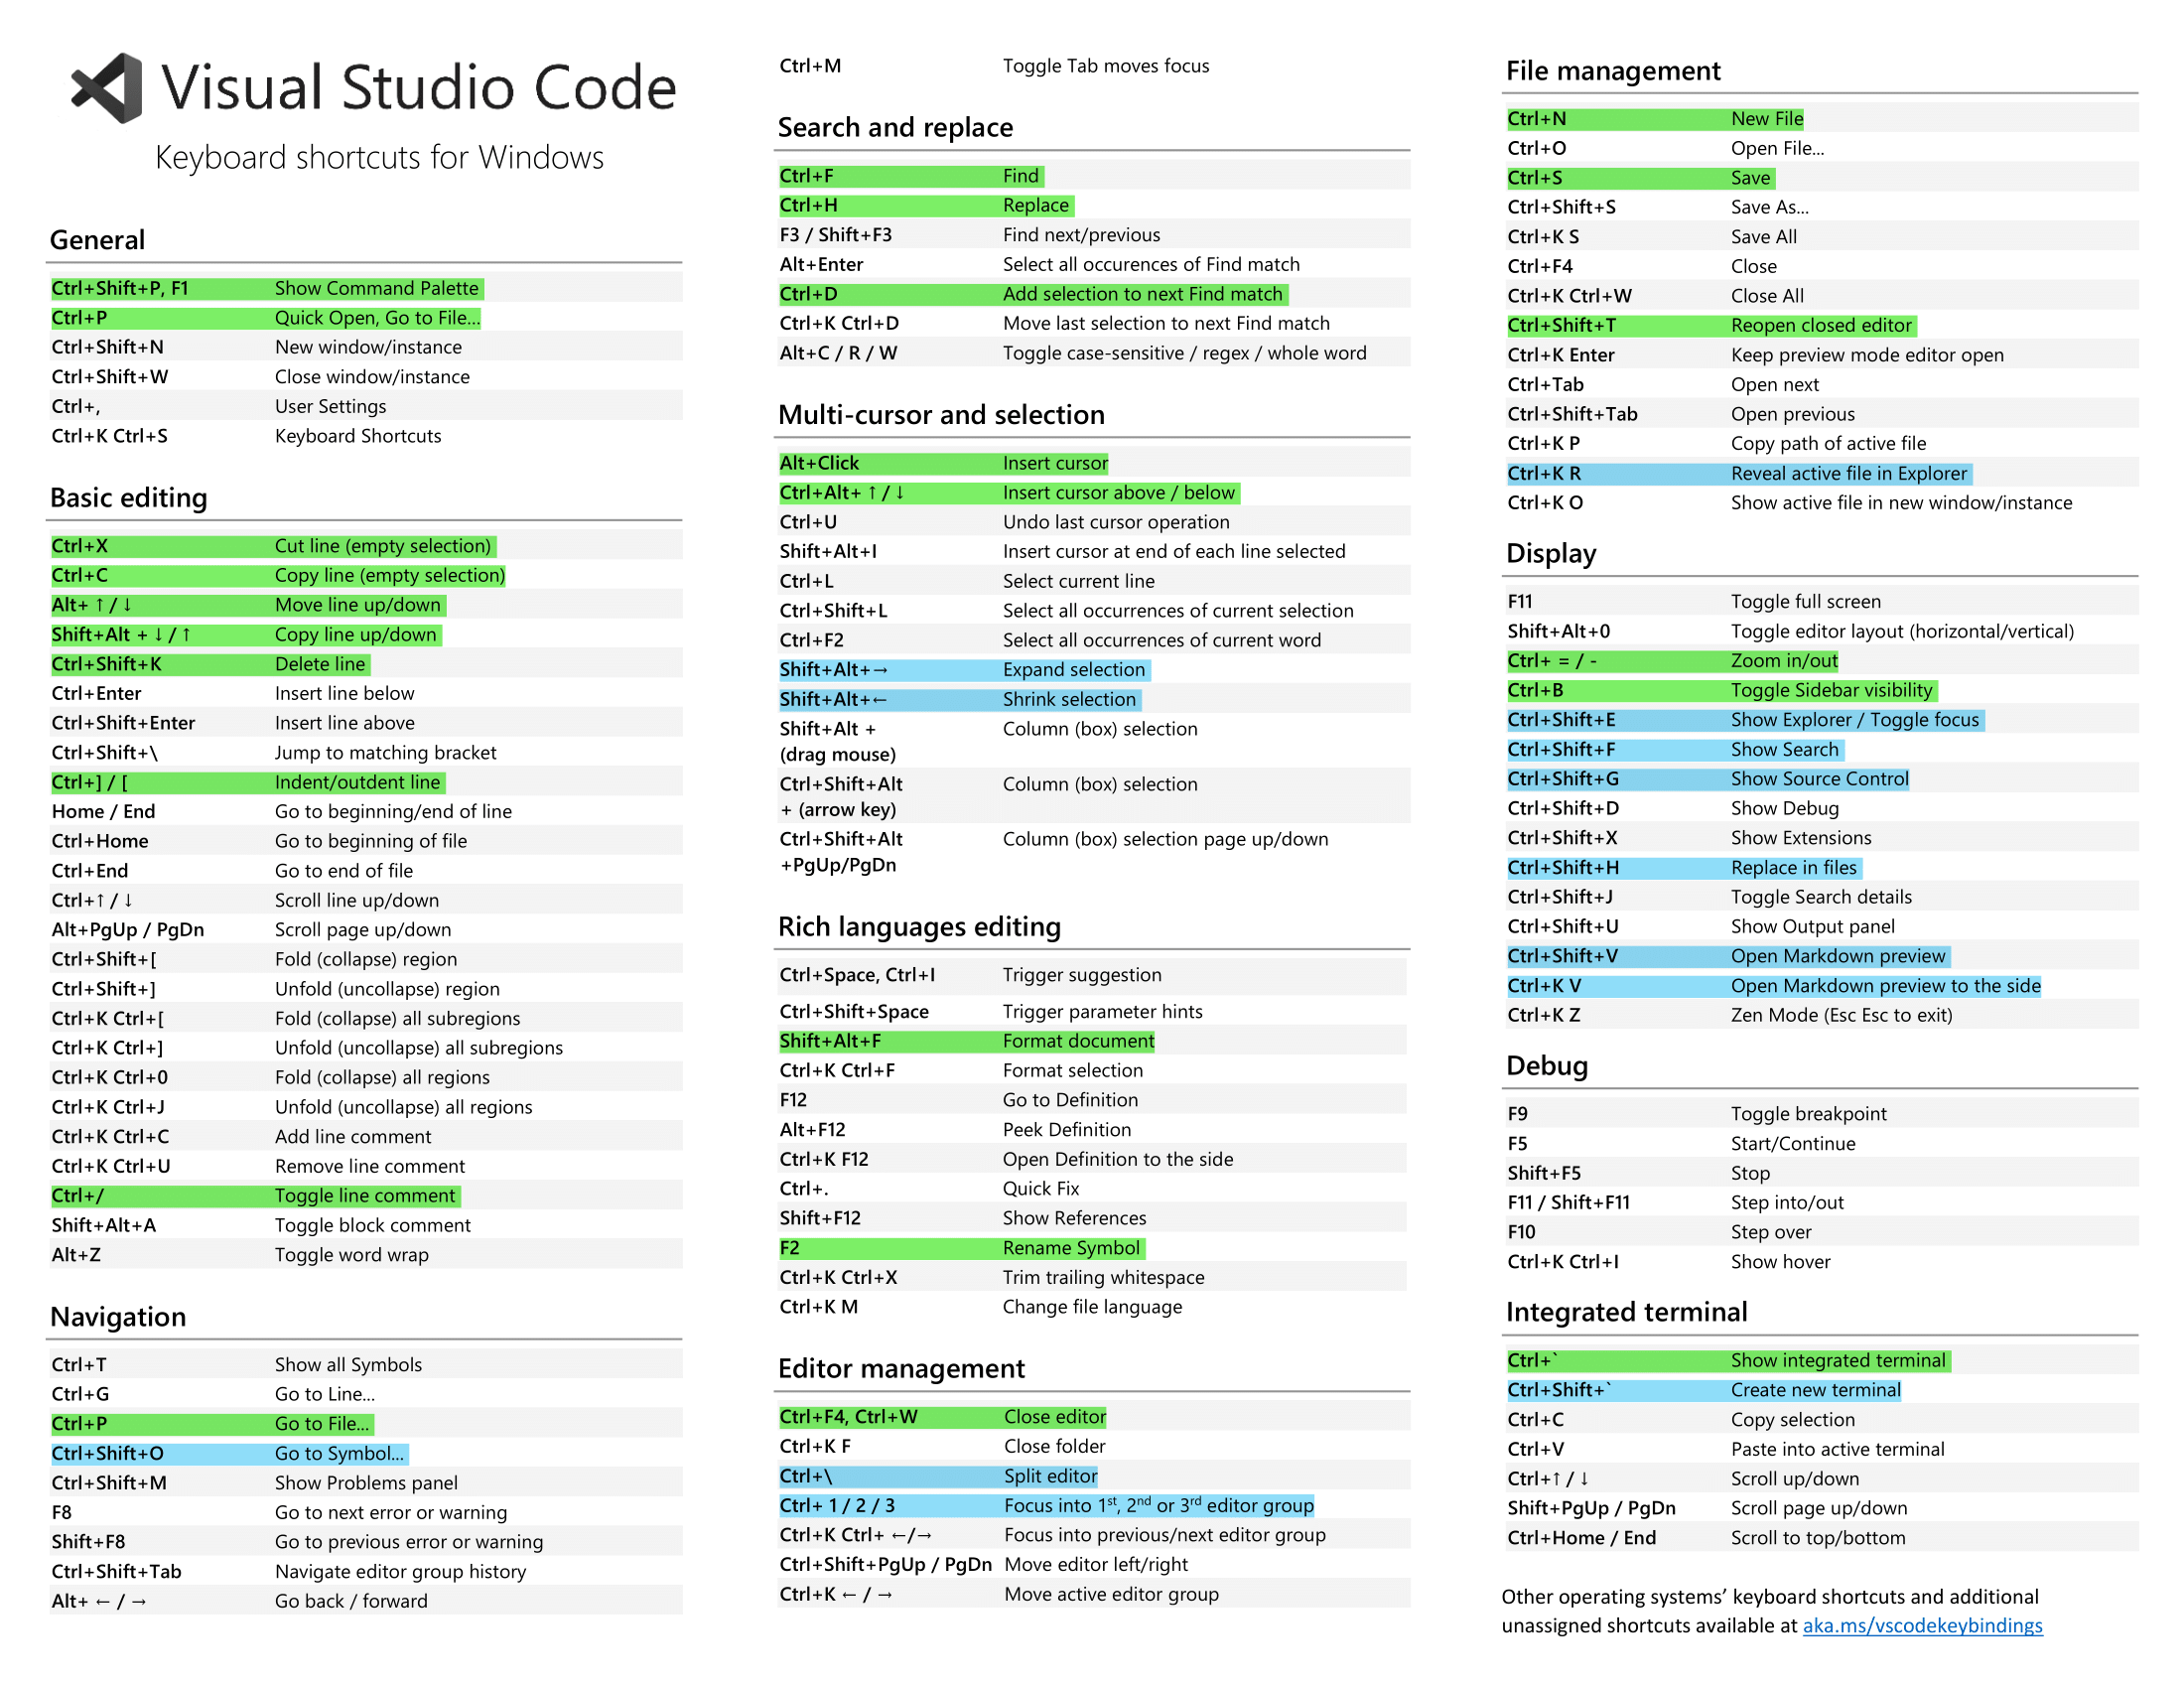 Visual Studio Code
Keyboard shortcuts for Windows
General
Ctrl+Shift+P, F1 Show Command Palette
Ctrl+P Quick Open, Go to File...
Ctrl+Shift+N New window/instance
Ctrl+Shift+W Close window/instance
Ctrl+, User Settings
Ctrl+K Ctrl+S Keyboard Shortcuts
Basic editing
Ctrl+X Cut line (empty selection)
Ctrl+C Copy line (empty selection)
Alt+ ↑ / ↓ Move line up/down
Shift+Alt + ↓ / ↑ Copy line up/down
Ctrl+Shift+K Delete line
Ctrl+Enter Insert line below
Ctrl+Shift+Enter Insert line above
Ctrl+Shift+\ Jump to matching bracket
Ctrl+] / [ Indent/outdent line
Home / End Go to beginning/end of line
Ctrl+Home Go to beginning of file
Ctrl+End Go to end of file
Ctrl+↑ / ↓ Scroll line up/down
Alt+PgUp / PgDn Scroll page up/down
Ctrl+Shift+[ Fold (collapse) region
Ctrl+Shift+] Unfold (uncollapse) region
Ctrl+K Ctrl+[ Fold (collapse) all subregions
Ctrl+K Ctrl+] Unfold (uncollapse) all subregions
Ctrl+K Ctrl+0 Fold (collapse) all regions
Ctrl+K Ctrl+J Unfold (uncollapse) all regions
Ctrl+K Ctrl+C Add line comment
Ctrl+K Ctrl+U Remove line comment
Ctrl+/ Toggle line comment
Shift+Alt+A Toggle block comment
Alt+Z Toggle word wrap
Navigation
Ctrl+T Show all Symbols
Ctrl+G Go to Line...
Ctrl+P Go to File...
Ctrl+Shift+O Go to Symbol...
Ctrl+Shift+M Show Problems panel
F8 Go to next error or warning
Shift+F8 Go to previous error or warning
Ctrl+Shift+Tab Navigate editor group history
Alt+ ← / → Go back / forward
Ctrl+M Toggle Tab moves focus
Search and replace
Ctrl+F Find
Ctrl+H Replace
F3 / Shift+F3 Find next/previous
Alt+Enter Select all occurences of Find match
Ctrl+D Add selection to next Find match
Ctrl+K Ctrl+D Move last selection to next Find match
Alt+C / R / W Toggle case-sensitive / regex / whole word
Multi-cursor and selection
Alt+Click Insert cursor
Ctrl+Alt+ ↑ / ↓ Insert cursor above / below
Ctrl+U Undo last cursor operation
Shift+Alt+I Insert cursor at end of each line selected
Ctrl+L Select current line
Ctrl+Shift+L Select all occurrences of current selection
Ctrl+F2 Select all occurrences of current word
Shift+Alt+→ Expand selection
Shift+Alt+← Shrink selection
Shift+Alt + Column (box) selection
(drag mouse)
Ctrl+Shift+Alt Column (box) selection
+ (arrow key)
Ctrl+Shift+Alt Column (box) selection page up/down
+PgUp/PgDn
Rich languages editing
Ctrl+Space, Ctrl+I Trigger suggestion
Ctrl+Shift+Space Trigger parameter hints
Shift+Alt+F Format document
Ctrl+K Ctrl+F Format selection
F12 Go to Definition
Alt+F12 Peek Definition
Ctrl+K F12 Open Definition to the side
Ctrl+. Quick Fix
Shift+F12 Show References
F2 Rename Symbol
Ctrl+K Ctrl+X Trim trailing whitespace
Ctrl+K M Change file language
Editor management
Ctrl+F4, Ctrl+W Close editor
Ctrl+K F Close folder
Ctrl+\ Split editor
Ctrl+ 1 / 2 / 3 Focus into 1st, 2nd or 3rd editor group
Ctrl+K Ctrl+ ←/→ Focus into previous/next editor group
Ctrl+Shift+PgUp / PgDn Move editor left/right
Ctrl+K ← / → Move active editor group
File management
Ctrl+N New File
Ctrl+O Open File...
Ctrl+S Save
Ctrl+Shift+S Save As...
Ctrl+K S Save All
Ctrl+F4 Close
Ctrl+K Ctrl+W Close All
Ctrl+Shift+T Reopen closed editor
Ctrl+K Enter Keep preview mode editor open
Ctrl+Tab Open next
Ctrl+Shift+Tab Open previous
Ctrl+K P Copy path of active file
Ctrl+K R Reveal active file in Explorer
Ctrl+K O Show active file in new window/instance
Display
F11 Toggle full screen
Shift+Alt+0 Toggle editor layout (horizontal/vertical)
Ctrl+ = / - Zoom in/out
Ctrl+B Toggle Sidebar visibility
Ctrl+Shift+E Show Explorer / Toggle focus
Ctrl+Shift+F Show Search
Ctrl+Shift+G Show Source Control
Ctrl+Shift+D Show Debug
Ctrl+Shift+X Show Extensions
Ctrl+Shift+H Replace in files
Ctrl+Shift+J Toggle Search details
Ctrl+Shift+U Show Output panel
Ctrl+Shift+V Open Markdown preview
Ctrl+K V Open Markdown preview to the side
Ctrl+K Z Zen Mode (Esc Esc to exit)
Debug
F9 Toggle breakpoint
F5 Start/Continue
Shift+F5 Stop
F11 / Shift+F11 Step into/out
F10 Step over
Ctrl+K Ctrl+I Show hover
Integrated terminal
Ctrl+` Show integrated terminal
Ctrl+Shift+` Create new terminal
Ctrl+C Copy selection
Ctrl+V Paste into active terminal
Ctrl+↑ / ↓ Scroll up/down
Shift+PgUp / PgDn Scroll page up/down
Ctrl+Home / End Scroll to top/bottom
Other operating systems’ keyboard shortcuts and additional
unassigned shortcuts available at aka.ms/vscodekeybindings